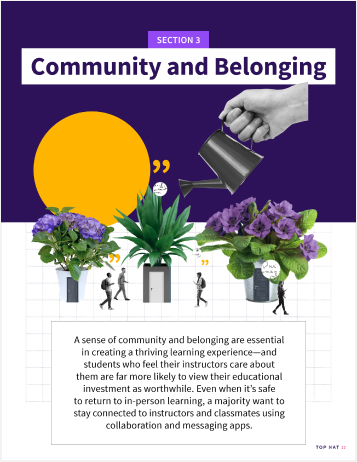 SECTION 3
Community and Belonging
”
”
”
A sense of community and belonging are essential
in creating a thriving learning experience—and
students who feel their instructors care about
them are far more likely to view their educational
investment as worthwhile. Even when it’s safe
to return to in-person learning, a majority want to
stay connected to instructors and classmates using
collaboration and messaging apps.
TOP HAT